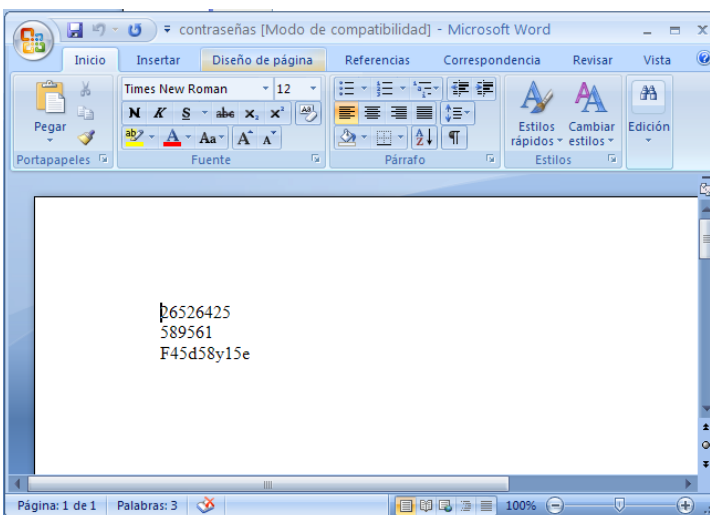 contraseñas [Modo de compatibilidad] - Microsoft Word
Inicio Insertar Diseño de página Referencias Correspondencia Revisar Vista
Times New Roman 12
N K S abe x₂ x² Aa
Pegar
ab A Aa A A
Estilos rápidos Cambiar estilos Edición
Portapapeles Fuente Párrafo Estilos
26526425
589561
F45d58y15e
Página: 1 de 1 Palabras: 3 100%